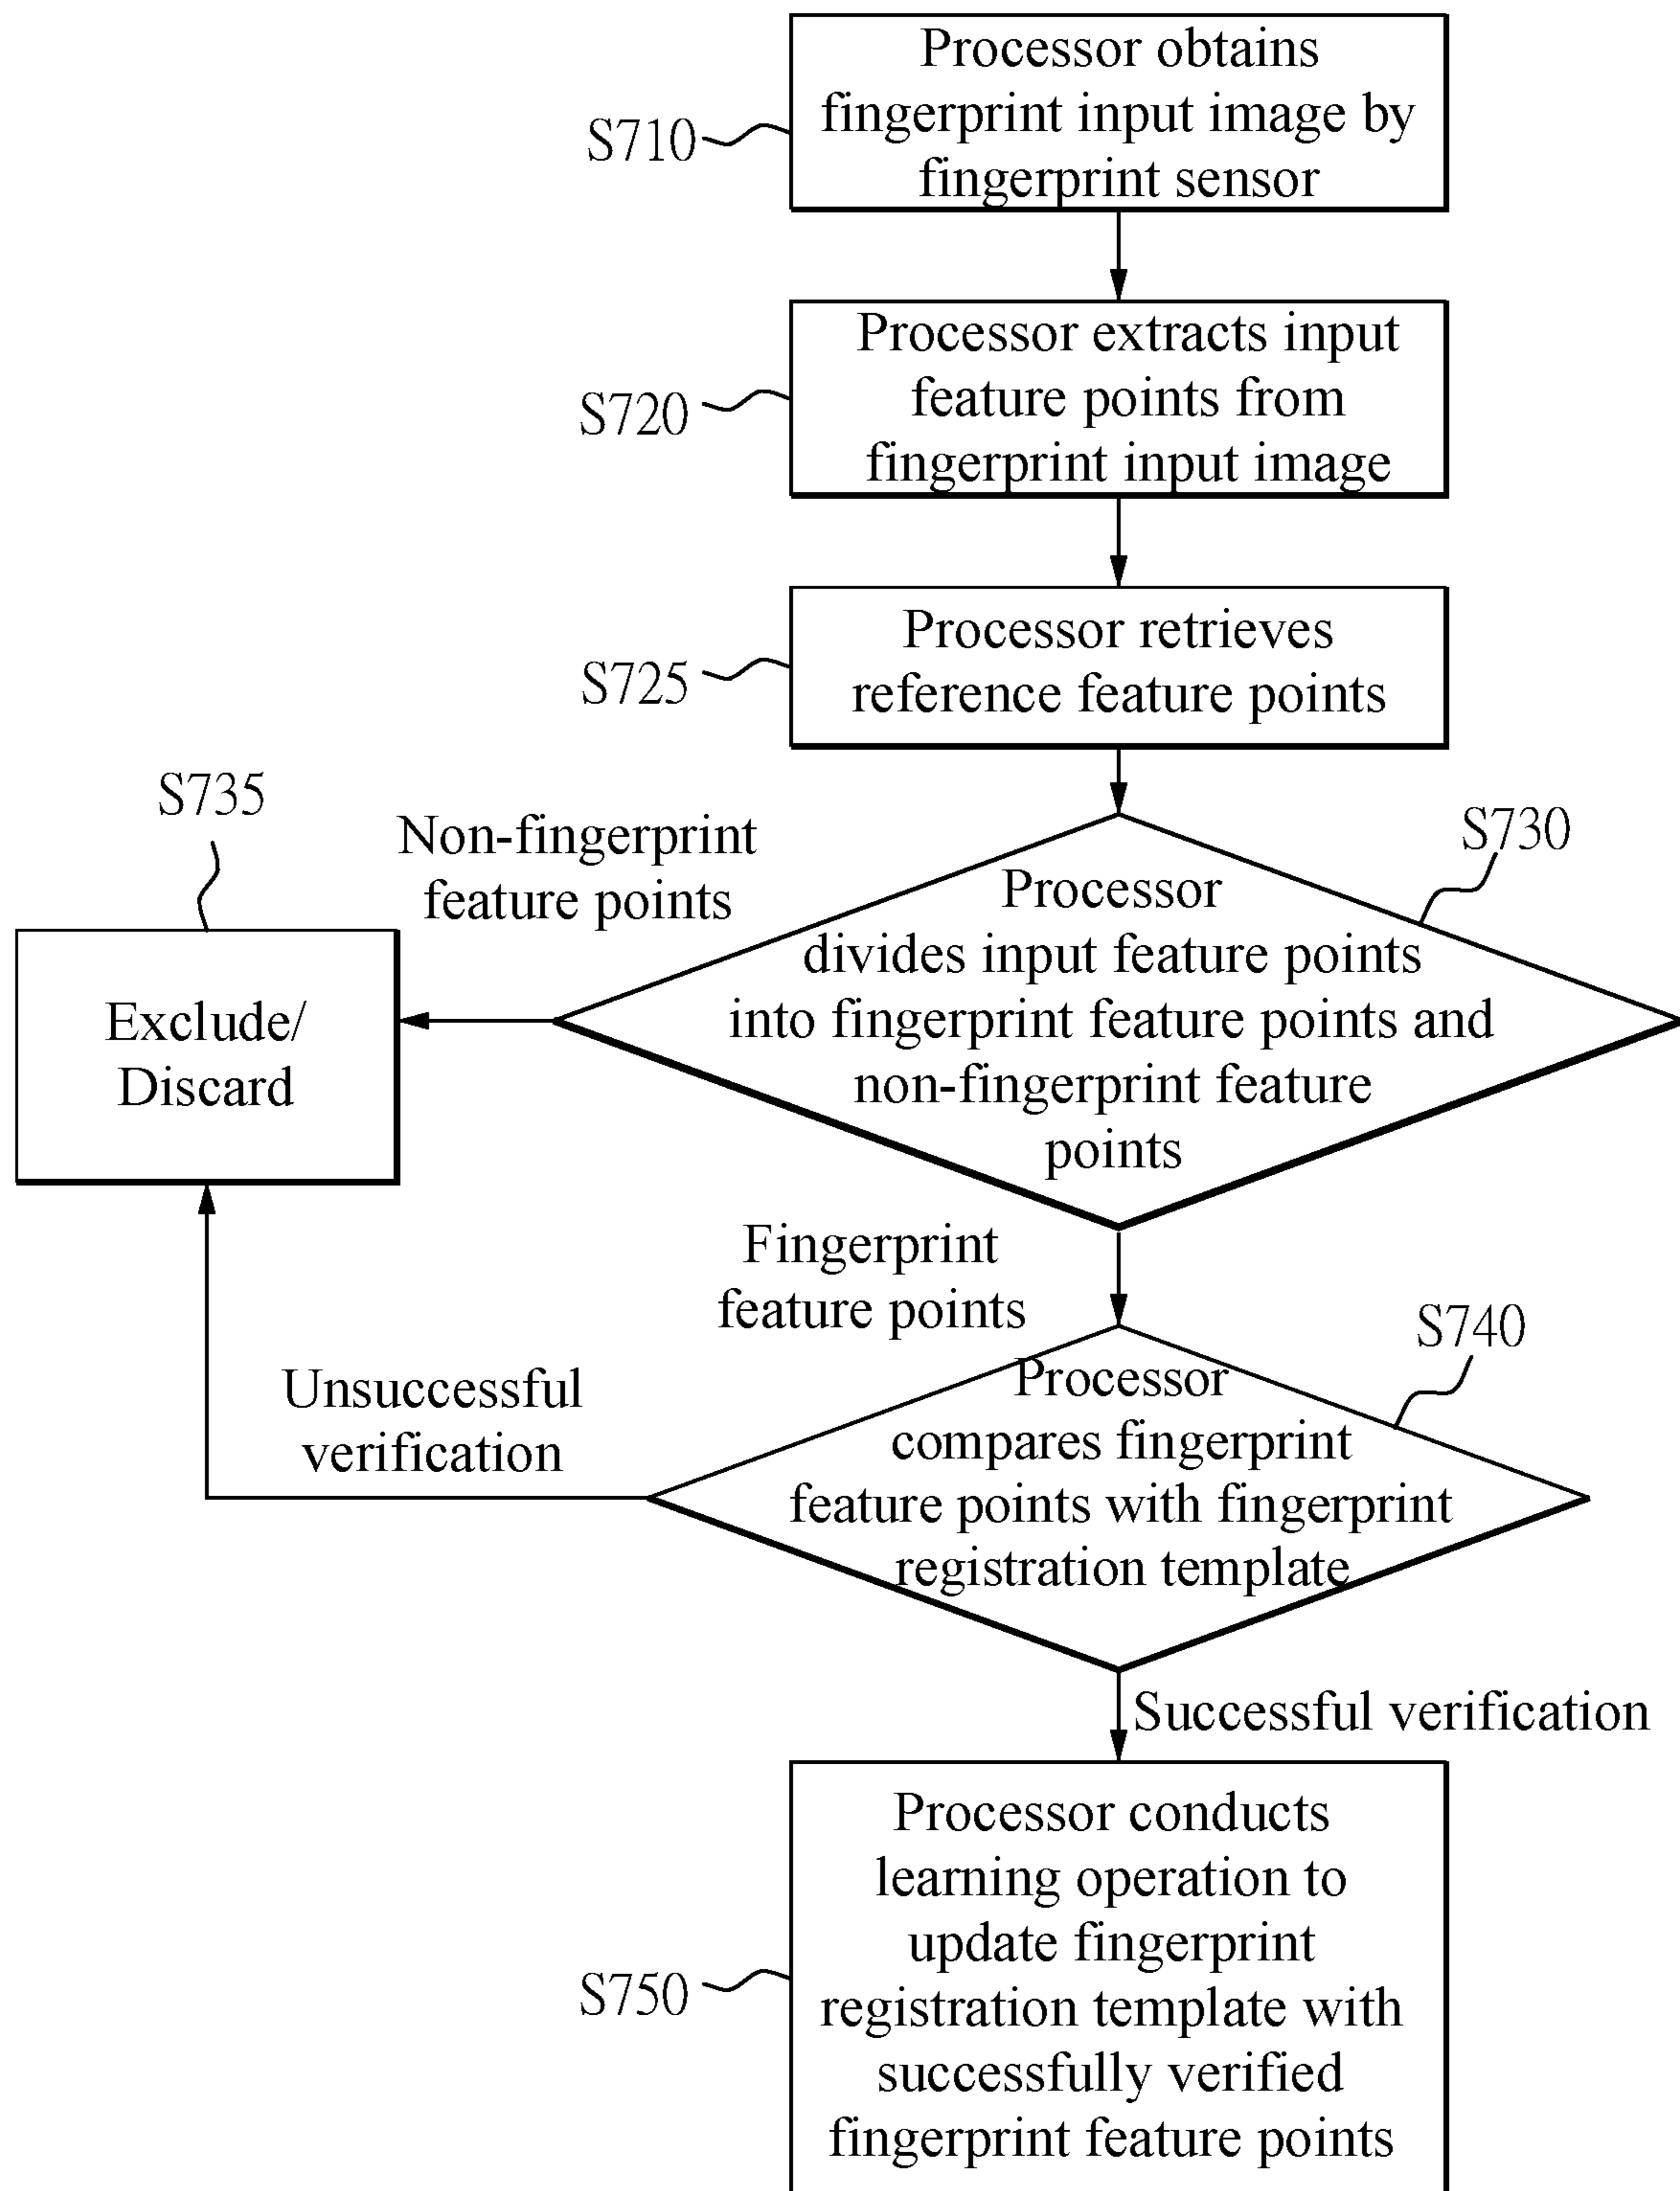 Processor obtains
fingerprint input image by
fingerprint sensor
S710
Processor extracts input
feature points from
fingerprint input image
S720
Processor retrieves
reference feature points
S725
S735
Non-fingerprint
feature points
S730
Processor
divides input feature points
into fingerprint feature points and
non-fingerprint feature
points
Exclude/
Discard
Fingerprint
feature points
S740
Unsuccessful
verification
Processor
compares fingerprint
feature points with fingerprint
registration template
Successful verification
Processor conducts
learning operation to
update fingerprint
registration template with
successfully verified
fingerprint feature points
S750